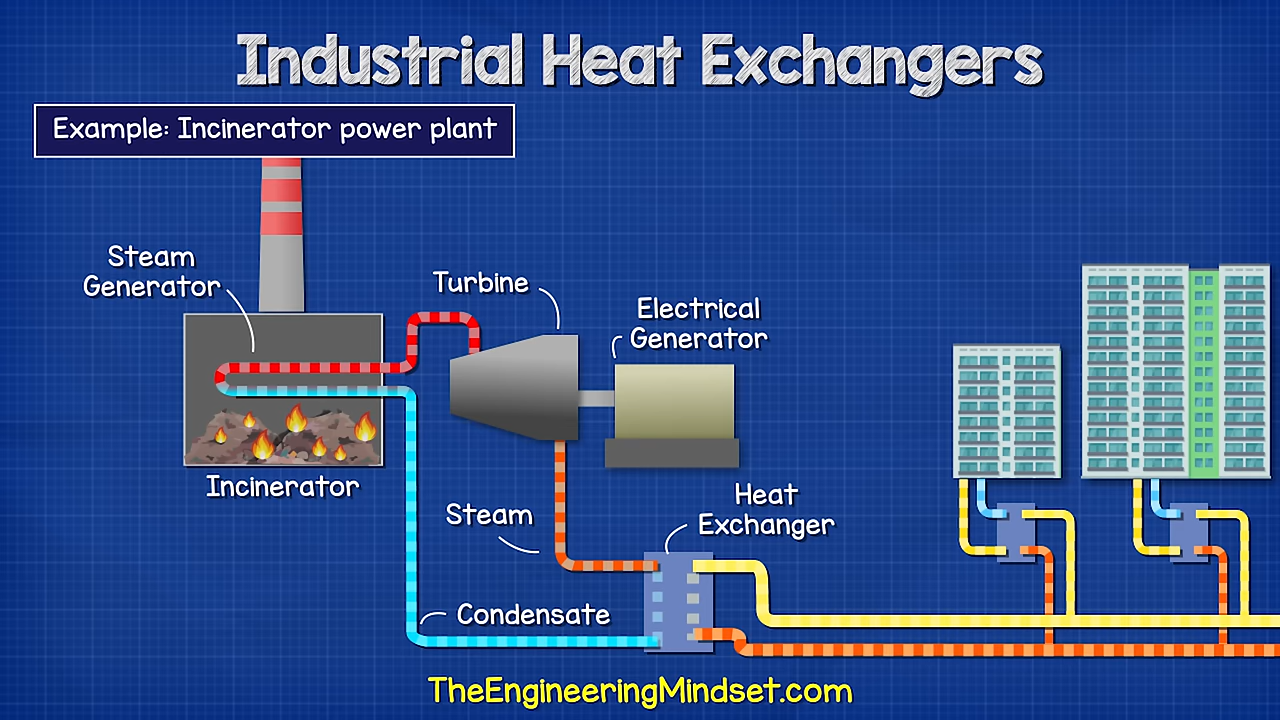 Industrial Heat Exchangers
Example: Incinerator power plant
Steam
Generator
Turbine
Electrical
Generator
Incinerator
Steam
Heat
Exchanger
Condensate
TheEngineeringMindset.com